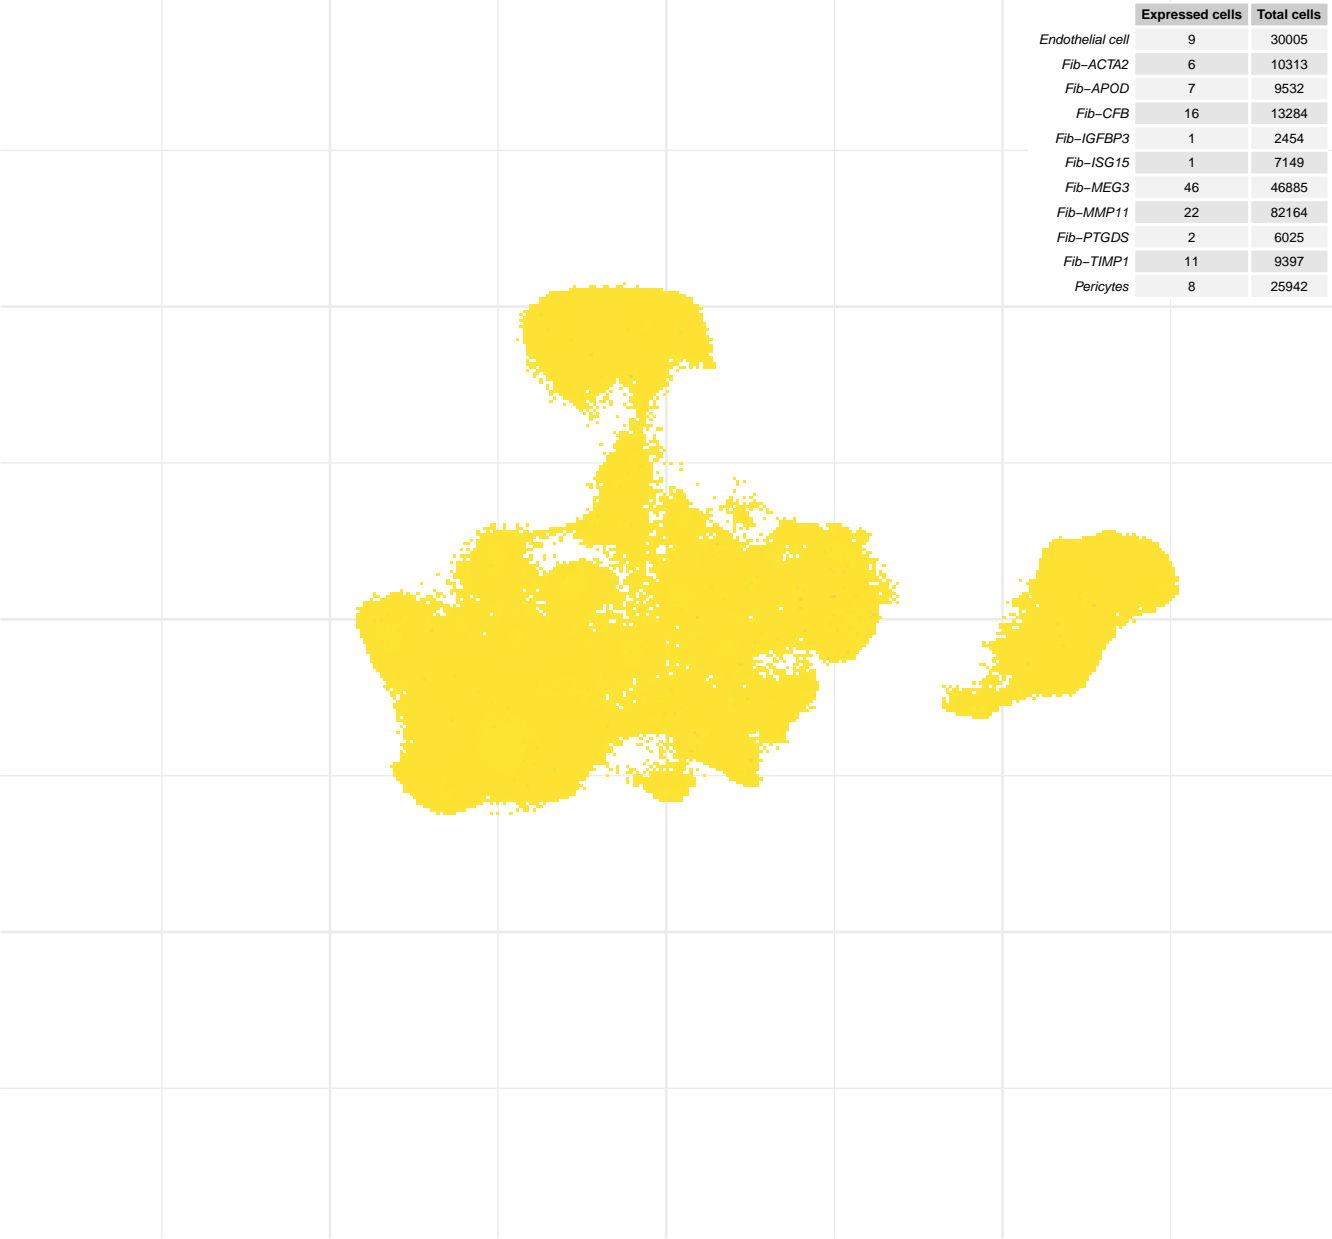 Expressed cells Total cells
Endothelial cell 9 30005
Fib−ACTA2 6 10313
Fib−APOD 7 9532
Fib−CFB 16 13284
Fib−IGFBP3 1 2454
Fib−ISG15 1 7149
Fib−MEG3 46 46885
Fib−MMP11 22 82164
Fib−PTGDS 2 6025
Fib−TIMP1 11 9397
Pericytes 8 25942